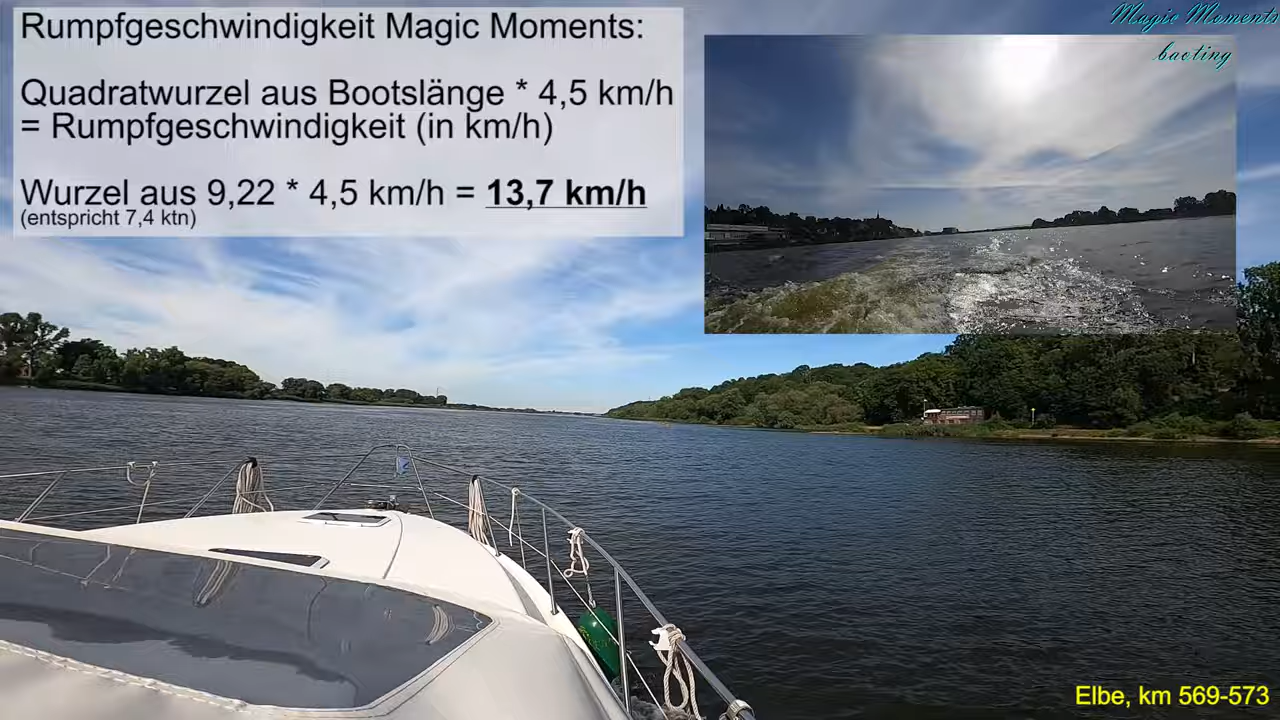 Rumpfgeschwindigkeit Magic Moments:
Quadratwurzel aus Bootslänge * 4,5 km/h
= Rumpfgeschwindigkeit (in km/h)
Wurzel aus 9,22 * 4,5 km/h = 13,7 km/h
(entspricht 7,4 ktn)
Magic Moments
baoting
Elbe, km 569-573